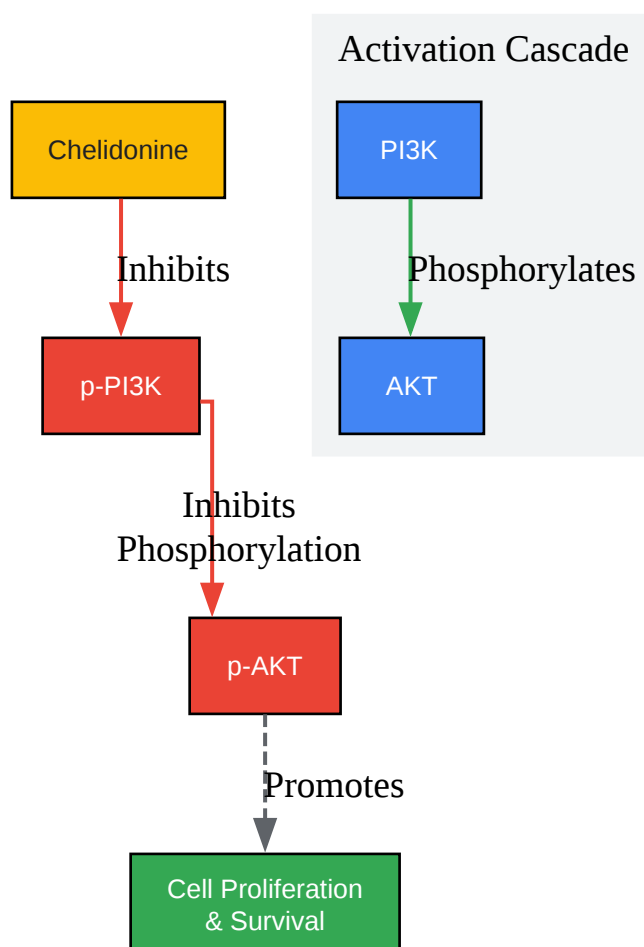 Activation Cascade
Chelidonine
PI3K
Inhibits
Phosphorylates
p-PI3K
AKT
Inhibits
Phosphorylation
p-AKT
Promotes
Cell Proliferation
& Survival